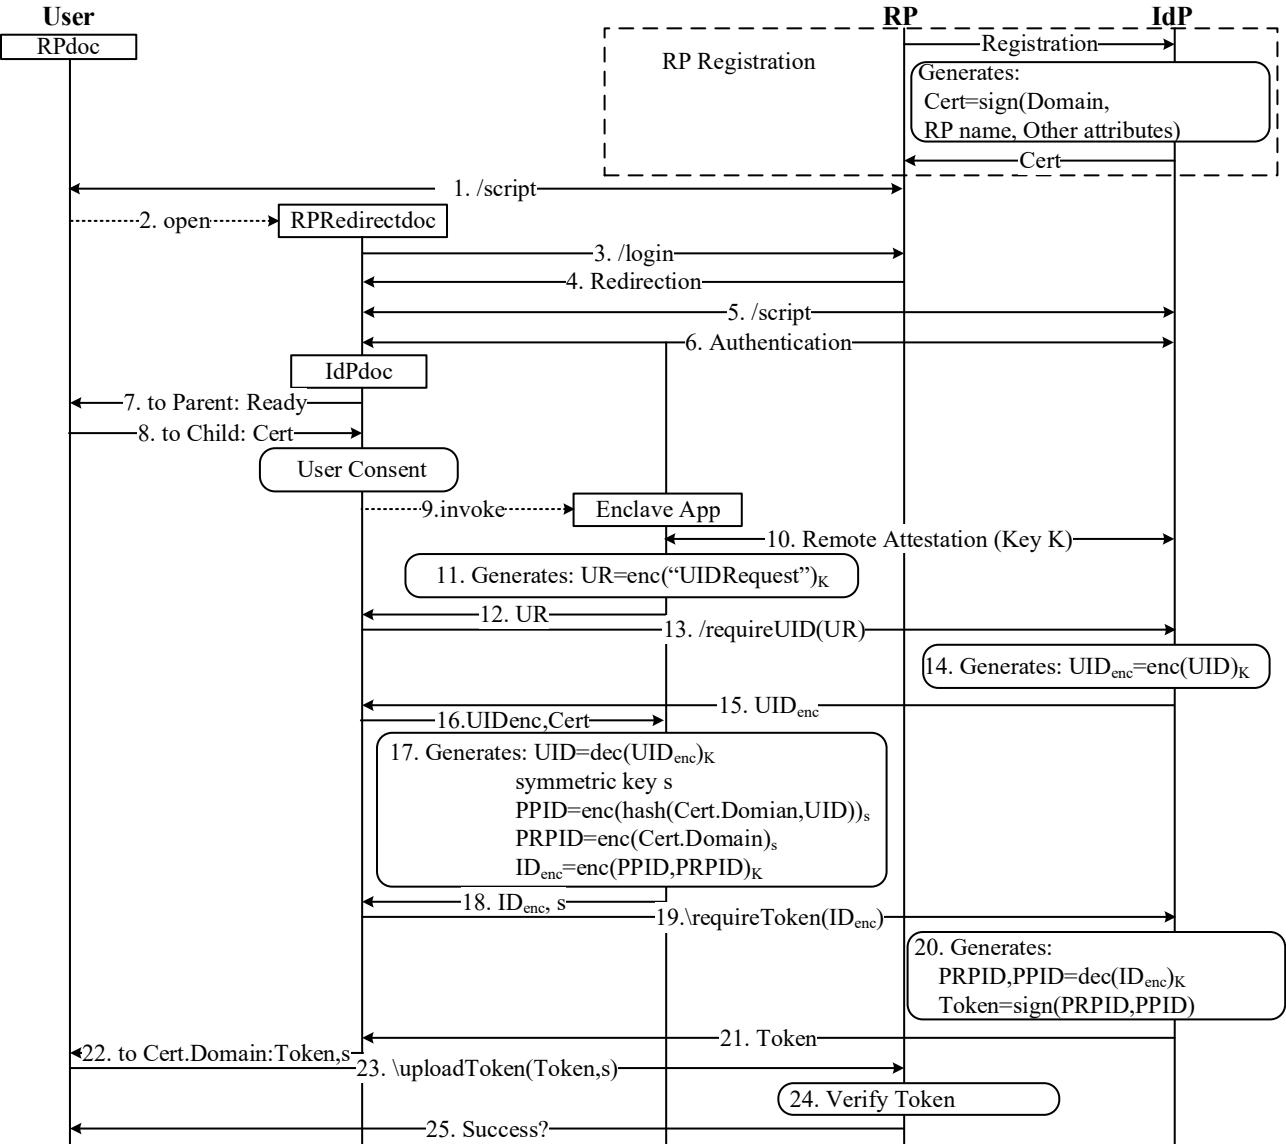 User
RP
IdP
RPdoc
Registration
RP Registration
Generates:
Cert=sign(Domain,
RP name, Other attributes)
Cert
1. /script
2. open
RPRedirectdoc
3. /login
4. Redirection
5. /script
6. Authentication
IdPdoc
7. to Parent: Ready
8. to Child: Cert
User Consent
9.invoke
Enclave App
10. Remote Attestation (Key K)
11. Generates: UR=enc(“UIDRequest”)K
12. UR
13. /requireUID(UR)
14. Generates: UIDenc=enc(UID)K
15. UIDenc
16.UIDenc,Cert
17. Generates: UID=dec(UIDenc)K
symmetric key s
PPID=enc(hash(Cert.Domian,UID))s
PRPID=enc(Cert.Domain)s
IDenc=enc(PPID,PRPID)K
18. IDenc, s
19.\requireToken(IDenc)
20. Generates:
PRPID,PPID=dec(IDenc)K
Token=sign(PRPID,PPID)
21. Token
22. to Cert.Domain:Token,s
23. \uploadToken(Token,s)
24. Verify Token
25. Success?